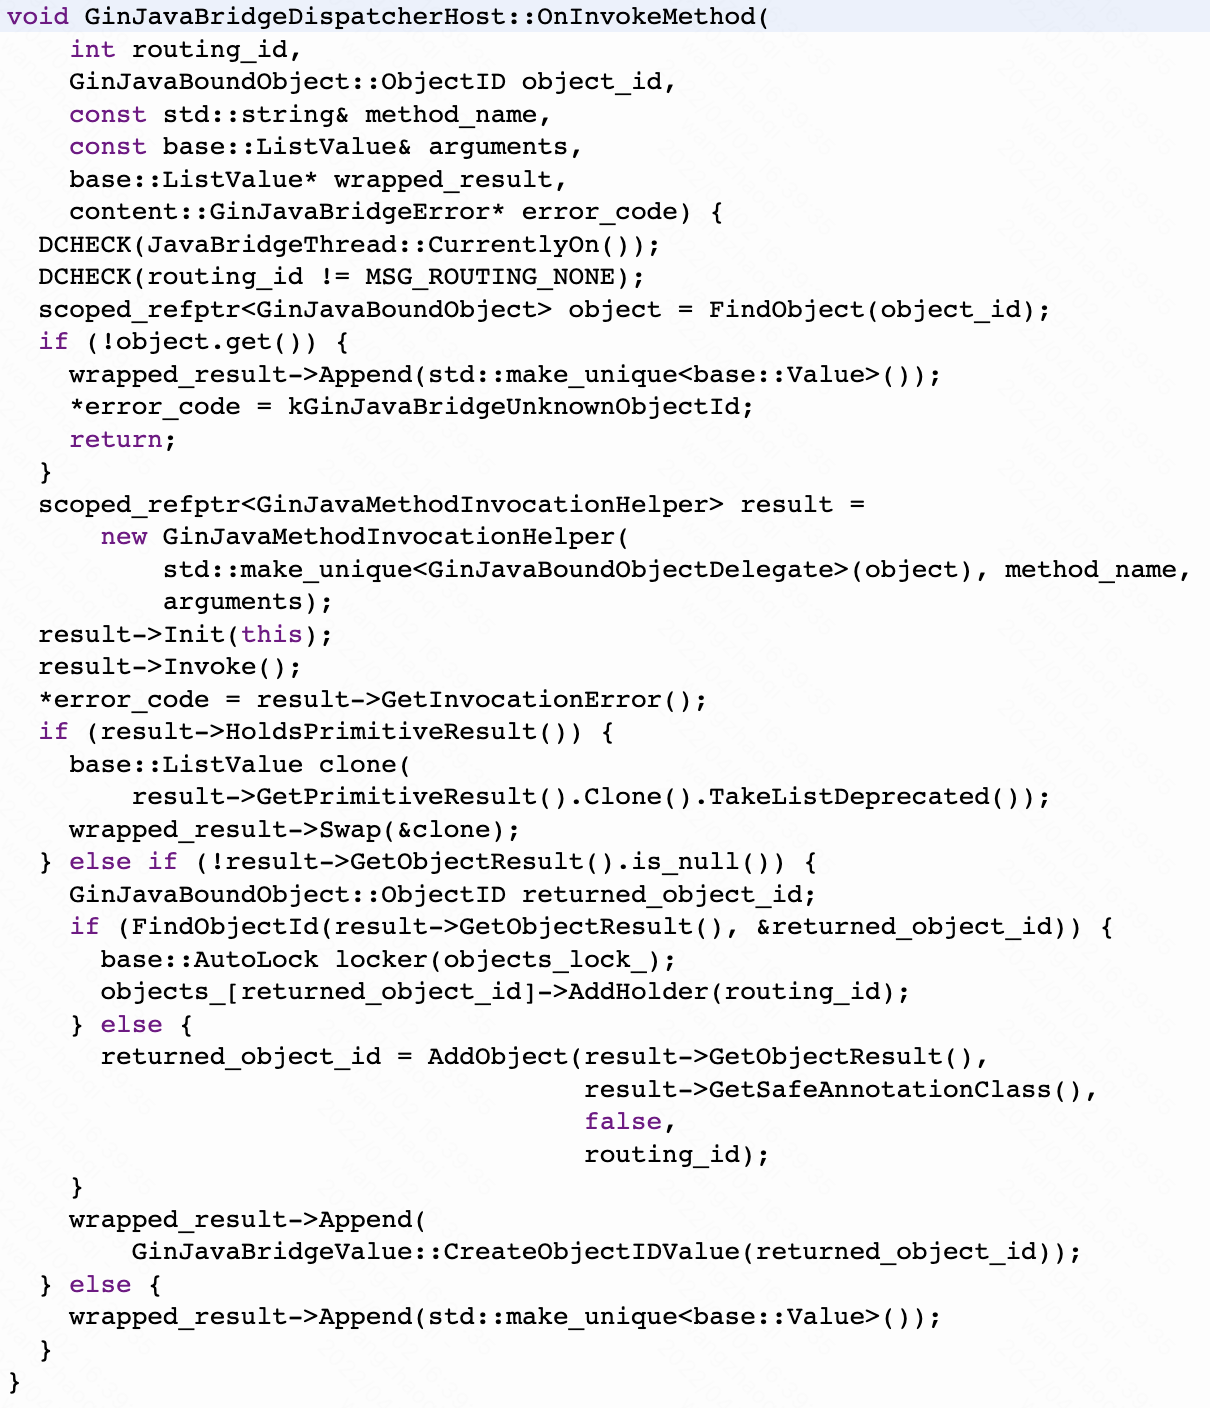 void GinJavaBridgeDispatcherHost::OnInvokeMethod(
    int routing_id,
    GinJavaBoundObject::ObjectID object_id,
    const std::string& method_name,
    const base::ListValue& arguments,
    base::ListValue* wrapped_result,
    content::GinJavaBridgeError* error_code) {
  DCHECK(JavaBridgeThread::CurrentlyOn());
  DCHECK(routing_id != MSG_ROUTING_NONE);
  scoped_refptr<GinJavaBoundObject> object = FindObject(object_id);
  if (!object.get()) {
    wrapped_result->Append(std::make_unique<base::Value>());
    *error_code = kGinJavaBridgeUnknownObjectId;
    return;
  }
  scoped_refptr<GinJavaMethodInvocationHelper> result =
      new GinJavaMethodInvocationHelper(
          std::make_unique<GinJavaBoundObjectDelegate>(object), method_name,
          arguments);
  result->Init(this);
  result->Invoke();
  *error_code = result->GetInvocationError();
  if (result->HoldsPrimitiveResult()) {
    base::ListValue clone(
        result->GetPrimitiveResult().Clone().TakeListDeprecated());
    wrapped_result->Swap(&clone);
  } else if (!result->GetObjectResult().is_null()) {
    GinJavaBoundObject::ObjectID returned_object_id;
    if (FindObjectId(result->GetObjectResult(), &returned_object_id)) {
      base::AutoLock locker(objects_lock_);
      objects_[returned_object_id]->AddHolder(routing_id);
    } else {
      returned_object_id = AddObject(result->GetObjectResult(),
                                     result->GetSafeAnnotationClass(),
                                     false,
                                     routing_id);
    }
    wrapped_result->Append(
        GinJavaBridgeValue::CreateObjectIDValue(returned_object_id));
  } else {
    wrapped_result->Append(std::make_unique<base::Value>());
  }
}